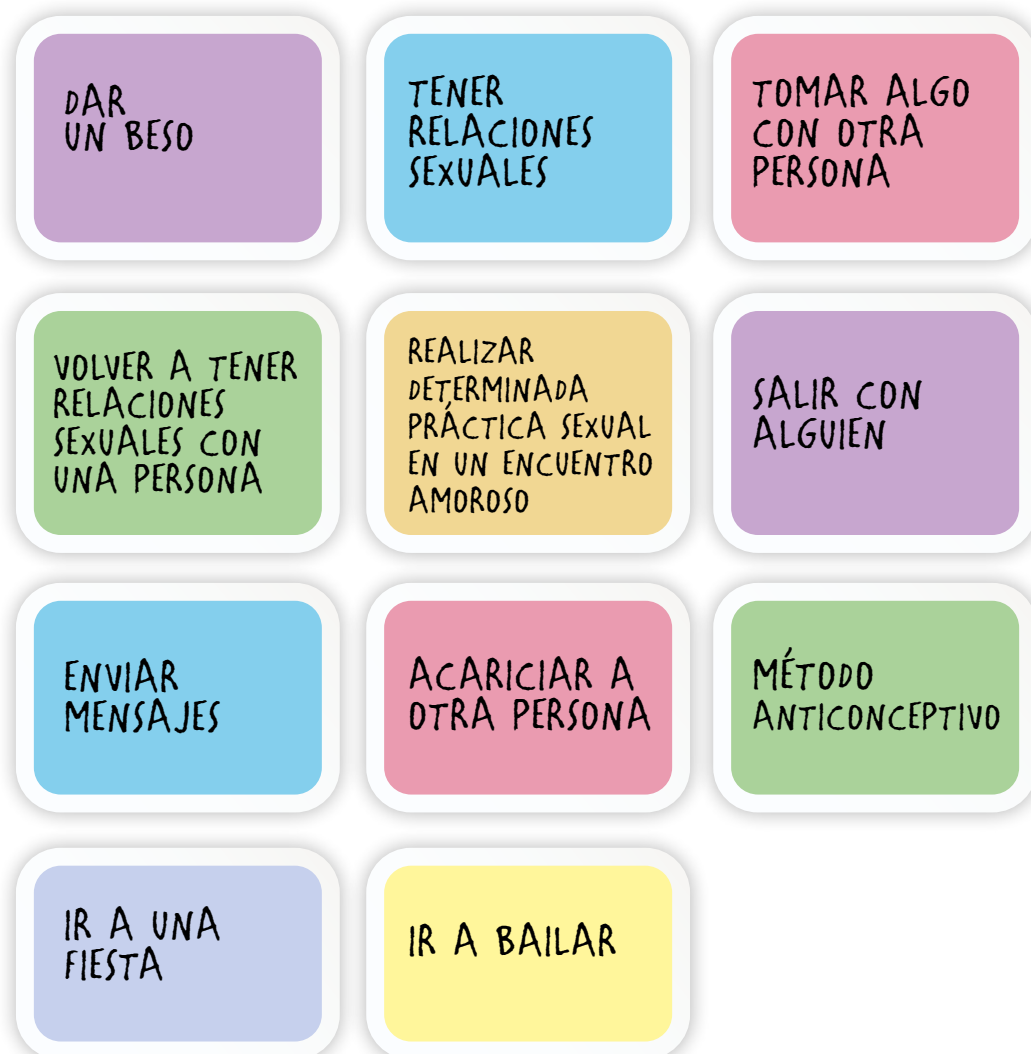 DAR
UN BESO
TENER
RELACIONES
SEXUALES
TOMAR ALGO
CON OTRA
PERSONA
VOLVER A TENER
RELACIONES
SEXUALES CON
UNA PERSONA
REALIZAR
DETERMINADA
PRÁCTICA SEXUAL
EN UN ENCUENTRO
AMOROSO
SALIR CON
ALGUIEN
ENVIAR
MENSAJES
ACARICIAR A
OTRA PERSONA
MÉTODO
ANTICONCEPTIVO
IR A UNA
FIESTA
IR A BAILAR